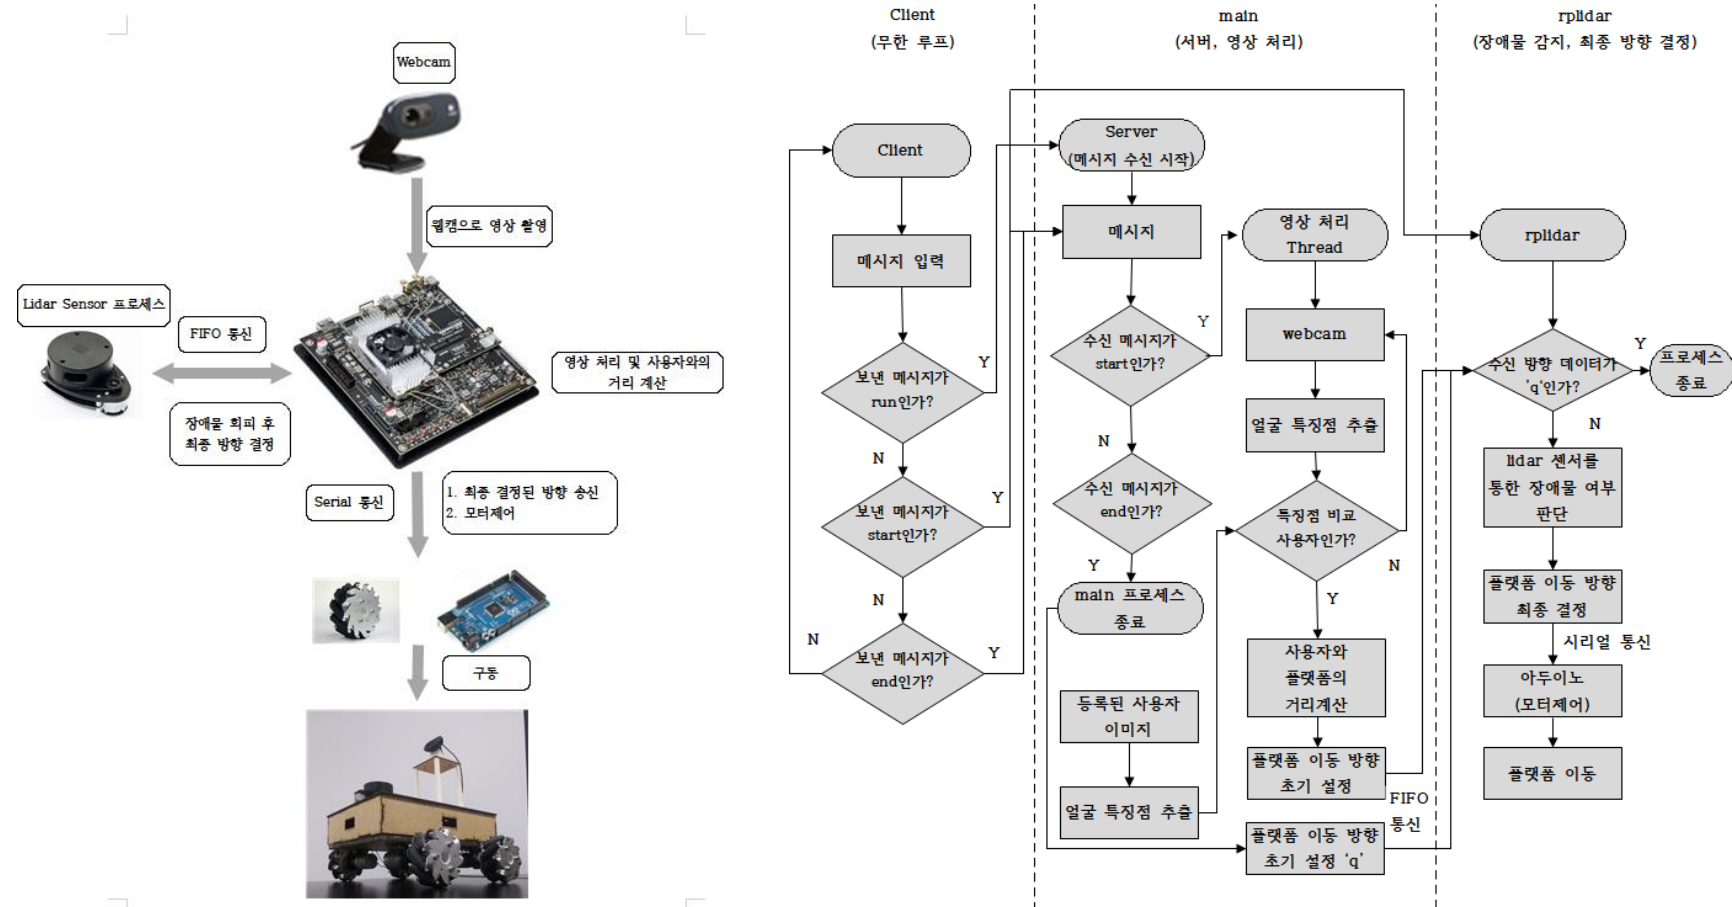 Webcam
웹캠으로 영상 촬영
Lidar Sensor 프로세스
FIFO 통신
장애물 회피 후
최종 방향 결정
영상 처리 및 사용자와의
거리 계산
Serial 통신
1. 최종 결정된 방향 송신
2. 모터제어
구동
Client
(무한 루프)
Client
메시지 입력
보낸 메시지가
run인가?
Y
N
보낸 메시지가
start인가?
Y
N
보낸 메시지가
end인가?
N
Y
main
(서버, 영상 처리)
Server
(메시지 수신 시작)
메시지
수신 메시지가
start인가?
Y
N
수신 메시지가
end인가?
Y
main 프로세스
종료
등록된 사용자
이미지
얼굴 특징점 추출
영상 처리
Thread
webcam
얼굴 특징점 추출
특징점 비교
사용자인가?
N
Y
사용자와
플랫폼의
거리계산
플랫폼 이동 방향
초기 설정
플랫폼 이동 방향
초기 설정 ‘q’
FIFO
통신
rplidar
(장애물 감지, 최종 방향 결정)
rplidar
수신 방향 데이터가
'q'인가?
Y
프로세스
종료
N
lidar 센서를
통한 장애물 여부
판단
플랫폼 이동 방향
최종 결정
시리얼 통신
아두이노
(모터제어)
플랫폼 이동